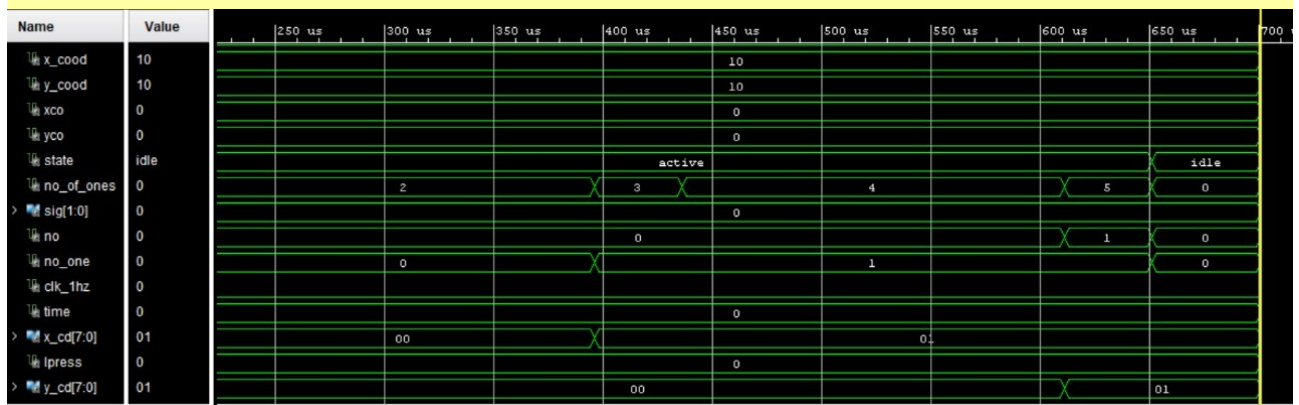 Name Value 250 us 300 us 350 us 400 us 450 us 500 us 550 us 600 us 650 us 700
x_cood 10 10
y_cood 10 10
xco 0 0
yco 0 0
state idle active idle
no_of_ones 0 2 3 4 5 0
> sig[1:0] 0 0
no 0 0 1 0
no_one 0 0 1 0
clk_1hz 0
time 0 0
> x_cd[7:0] 01 00 01
lpress 0 0
> y_cd[7:0] 01 00 01